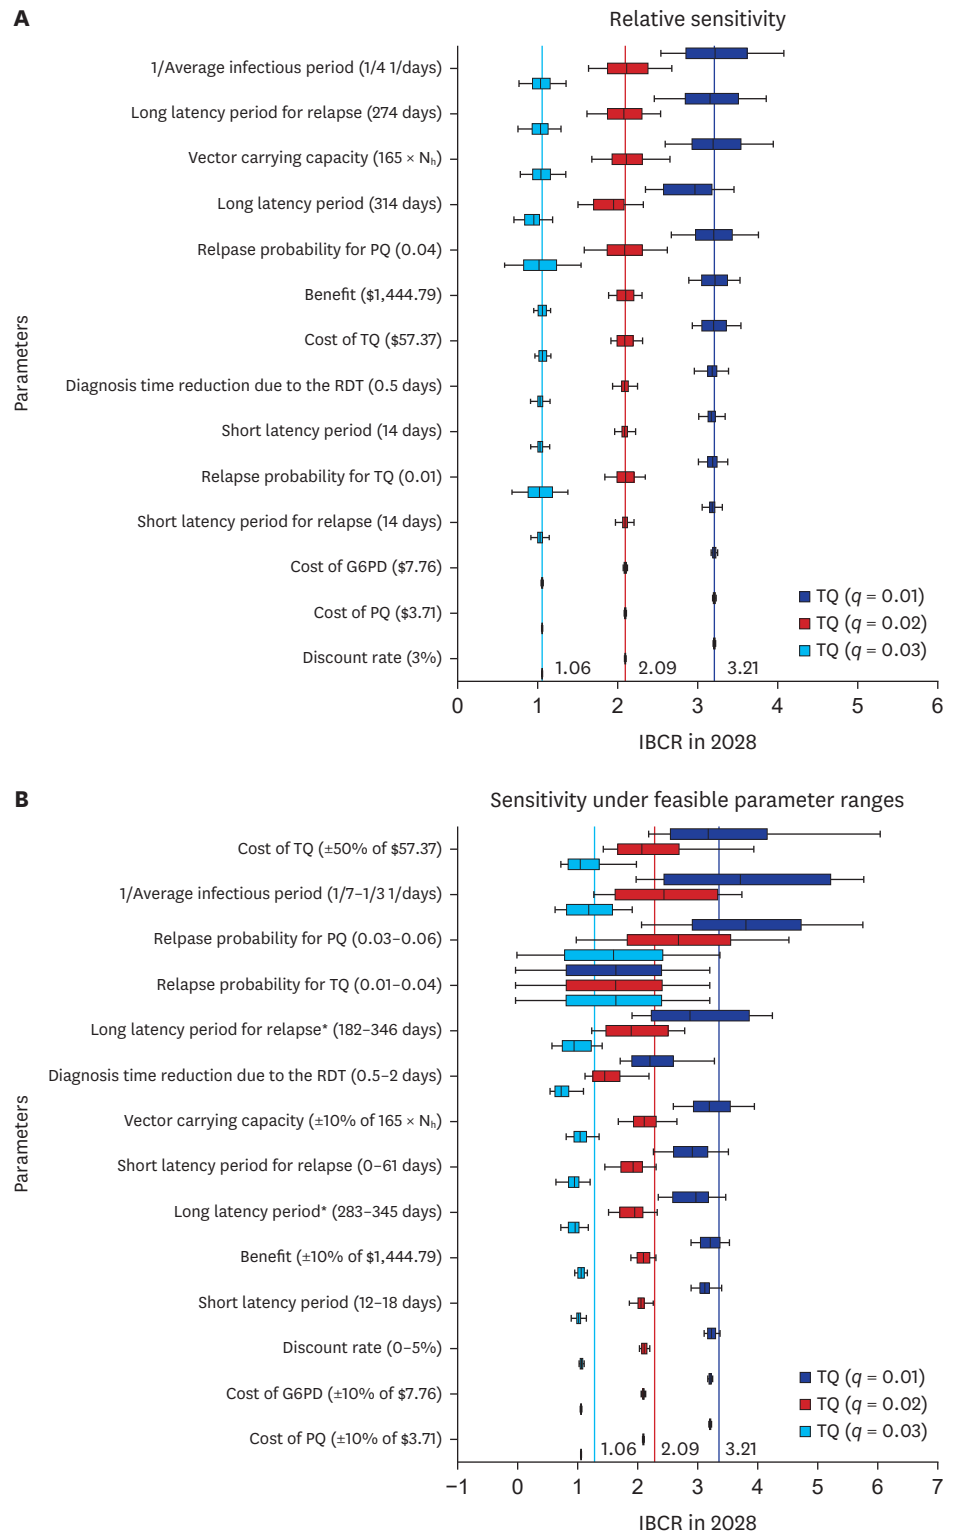 A
Relative sensitivity
Parameters
1/Average infectious period (1/4 1/days)
Long latency period for relapse (274 days)
Vector carrying capacity (165 × Nₕ)
Long latency period (314 days)
Relpase probability for PQ (0.04)
Benefit ($1,444.79)
Cost of TQ ($57.37)
Diagnosis time reduction due to the RDT (0.5 days)
Short latency period (14 days)
Relapse probability for TQ (0.01)
Short latency period for relapse (14 days)
Cost of G6PD ($7.76)
Cost of PQ ($3.71)
Discount rate (3%)
TQ (q = 0.01)
TQ (q = 0.02)
TQ (q = 0.03)
1.06 2.09 3.21
0 1 2 3 4 5 6
IBCR in 2028
B
Sensitivity under feasible parameter ranges
Parameters
Cost of TQ (±50% of $57.37)
1/Average infectious period (1/7–1/3 1/days)
Relpase probability for PQ (0.03–0.06)
Relapse probability for TQ (0.01–0.04)
Long latency period for relapse* (182–346 days)
Diagnosis time reduction due to the RDT (0.5–2 days)
Vector carrying capacity (±10% of 165 × Nₕ)
Short latency period for relapse (0–61 days)
Long latency period* (283–345 days)
Benefit (±10% of $1,444.79)
Short latency period (12–18 days)
Discount rate (0–5%)
Cost of G6PD (±10% of $7.76)
Cost of PQ (±10% of $3.71)
TQ (q = 0.01)
TQ (q = 0.02)
TQ (q = 0.03)
1.06 2.09 3.21
−1 0 1 2 3 4 5 6 7
IBCR in 2028